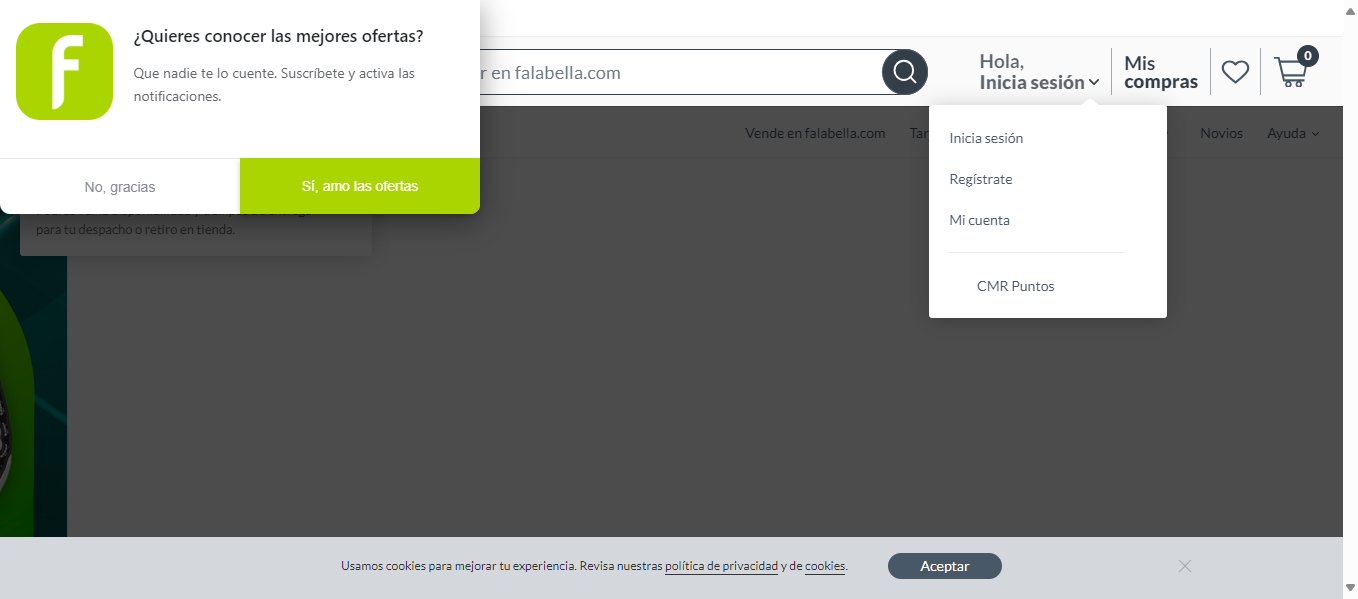 ¿Quieres conocer las mejores ofertas?
Que nadie te lo cuente. Suscríbete y activa las
notificaciones.
No, gracias
Sí, amo las ofertas
en falabella.com
Hola,
Inicia sesión
Mis
compras
0
Vende en falabella.com
Novios
Ayuda
Inicia sesión
Regístrate
Mi cuenta
CMR Puntos
para tu despacho o retiro en tienda.
Usamos cookies para mejorar tu experiencia. Revisa nuestras política de privacidad y de cookies.
Aceptar